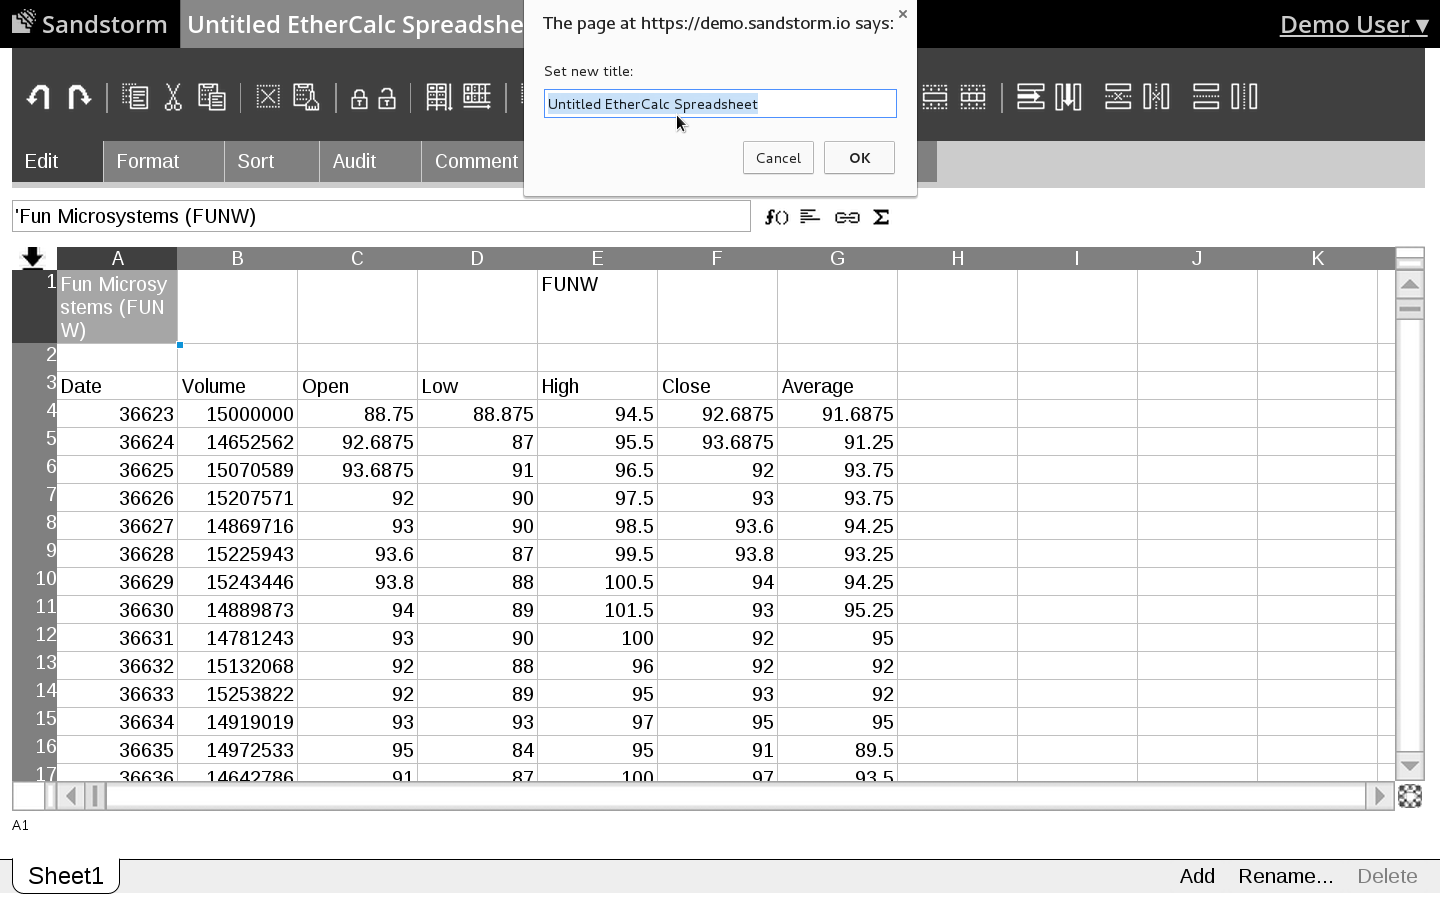 Sandstorm
Untitled EtherCalc Spreadshe
The page at https://demo.sandstorm.io says:
Demo User ▾
Set new title:
Untitled EtherCalc Spreadsheet
Cancel OK
Edit Format Sort Audit Comment
'Fun Microsystems (FUNW) f() Σ
A B C D E F G H I J K
1 Fun Microsy FUNW
stems (FUN
W)
2
3 Date Volume Open Low High Close Average
4 36623 15000000 88.75 88.875 94.5 92.6875 91.6875
5 36624 14652562 92.6875 87 95.5 93.6875 91.25
6 36625 15070589 93.6875 91 96.5 92 93.75
7 36626 15207571 92 90 97.5 93 93.75
8 36627 14869716 93 90 98.5 93.6 94.25
9 36628 15225943 93.6 87 99.5 93.8 93.25
10 36629 15243446 93.8 88 100.5 94 94.25
11 36630 14889873 94 89 101.5 93 95.25
12 36631 14781243 93 90 100 92 95
13 36632 15132068 92 88 96 92 92
14 36633 15253822 92 89 95 93 92
15 36634 14919019 93 93 97 95 95
16 36635 14972533 95 84 95 91 89.5
17 36636 14642786 91 87 100 97 93.5
A1
Sheet1 Add Rename... Delete